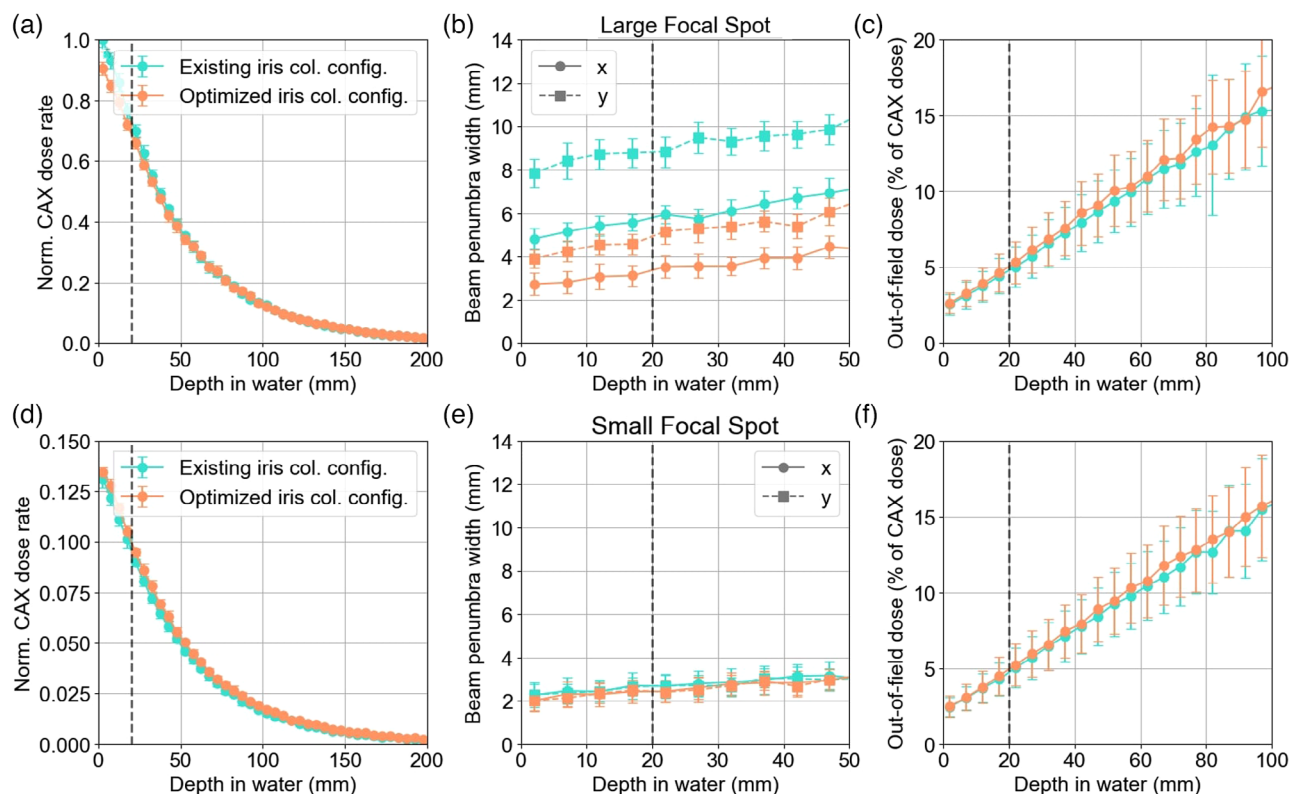 (a)
1.0
0.8
0.6
0.4
0.2
0.0
Norm. CAX dose rate
Existing iris col. config.
Optimized iris col. config.
0
50
100
150
200
Depth in water (mm)
(b)
Large Focal Spot
14
12
10
8
6
4
2
0
Beam penumbra width (mm)
x
y
0
10
20
30
40
50
Depth in water (mm)
(c)
20
15
10
5
0
Out-of-field dose (% of CAX dose)
0
20
40
60
80
100
Depth in water (mm)
(d)
0.150
0.125
0.100
0.075
0.050
0.025
0.000
Norm. CAX dose rate
Existing iris col. config.
Optimized iris col. config.
0
50
100
150
200
Depth in water (mm)
(e)
Small Focal Spot
14
12
10
8
6
4
2
0
Beam penumbra width (mm)
x
y
0
10
20
30
40
50
Depth in water (mm)
(f)
20
15
10
5
0
Out-of-field dose (% of CAX dose)
0
20
40
60
80
100
Depth in water (mm)